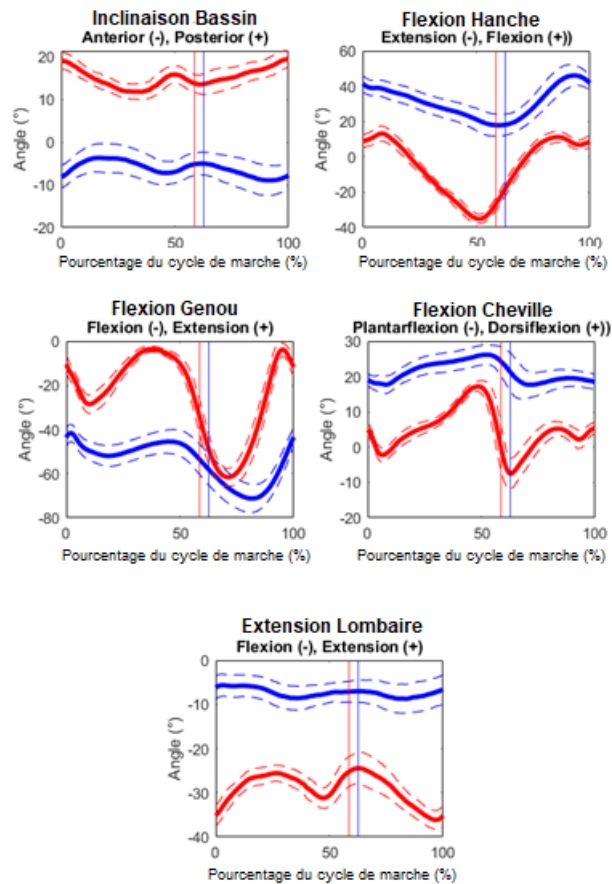 Inclinaison Bassin
Anterior (-), Posterior (+)
20
10
0
-10
-20
Angle (°)
0
50
100
Pourcentage du cycle de marche (%)
Flexion Hanche
Extension (-), Flexion (+))
60
40
20
0
-20
-40
Angle (°)
0
50
100
Pourcentage du cycle de marche (%)
Flexion Genou
Flexion (-), Extension (+)
0
-20
-40
-60
-80
Angle (°)
0
50
100
Pourcentage du cycle de marche (%)
Flexion Cheville
Plantarflexion (-), Dorsiflexion (+))
30
20
10
0
-10
-20
Angle (°)
0
50
100
Pourcentage du cycle de marche (%)
Extension Lombaire
Flexion (-), Extension (+)
0
-10
-20
-30
-40
Angle (°)
0
50
100
Pourcentage du cycle de marche (%)